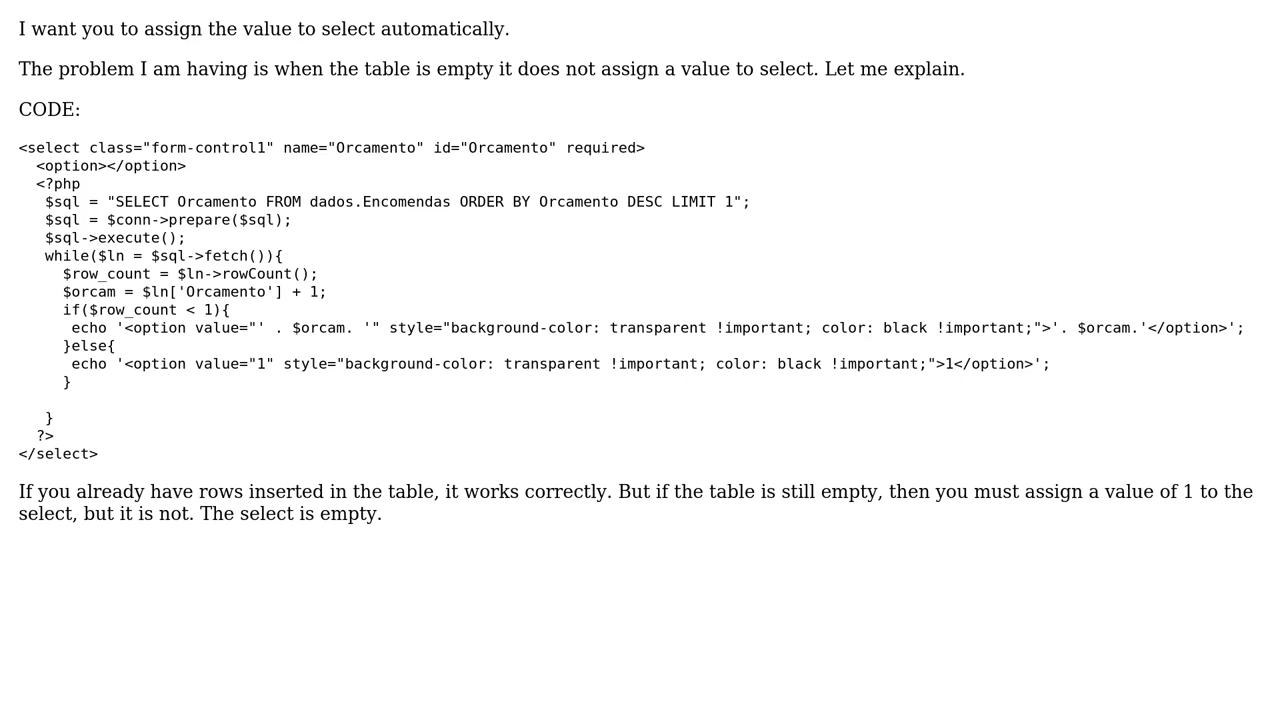 I want you to assign the value to select automatically.
The problem I am having is when the table is empty it does not assign a value to select. Let me explain.
CODE:
<select class="form-control1" name="Orcamento" id="Orcamento" required>
  <option></option>
  <?php
   $sql = "SELECT Orcamento FROM dados.Encomendas ORDER BY Orcamento DESC LIMIT 1";
   $sql = $conn->prepare($sql);
   $sql->execute();
   while($ln = $sql->fetch()){
     $row_count = $ln->rowCount();
     $orcam = $ln['Orcamento'] + 1;
     if($row_count < 1){
      echo '<option value="' . $orcam. '" style="background-color: transparent !important; color: black !important;">'. $orcam.'</option>';
     }else{
      echo '<option value="1" style="background-color: transparent !important; color: black !important;">1</option>';
     }
   }
  ?>
</select>
If you already have rows inserted in the table, it works correctly. But if the table is still empty, then you must assign a value of 1 to the
select, but it is not. The select is empty.